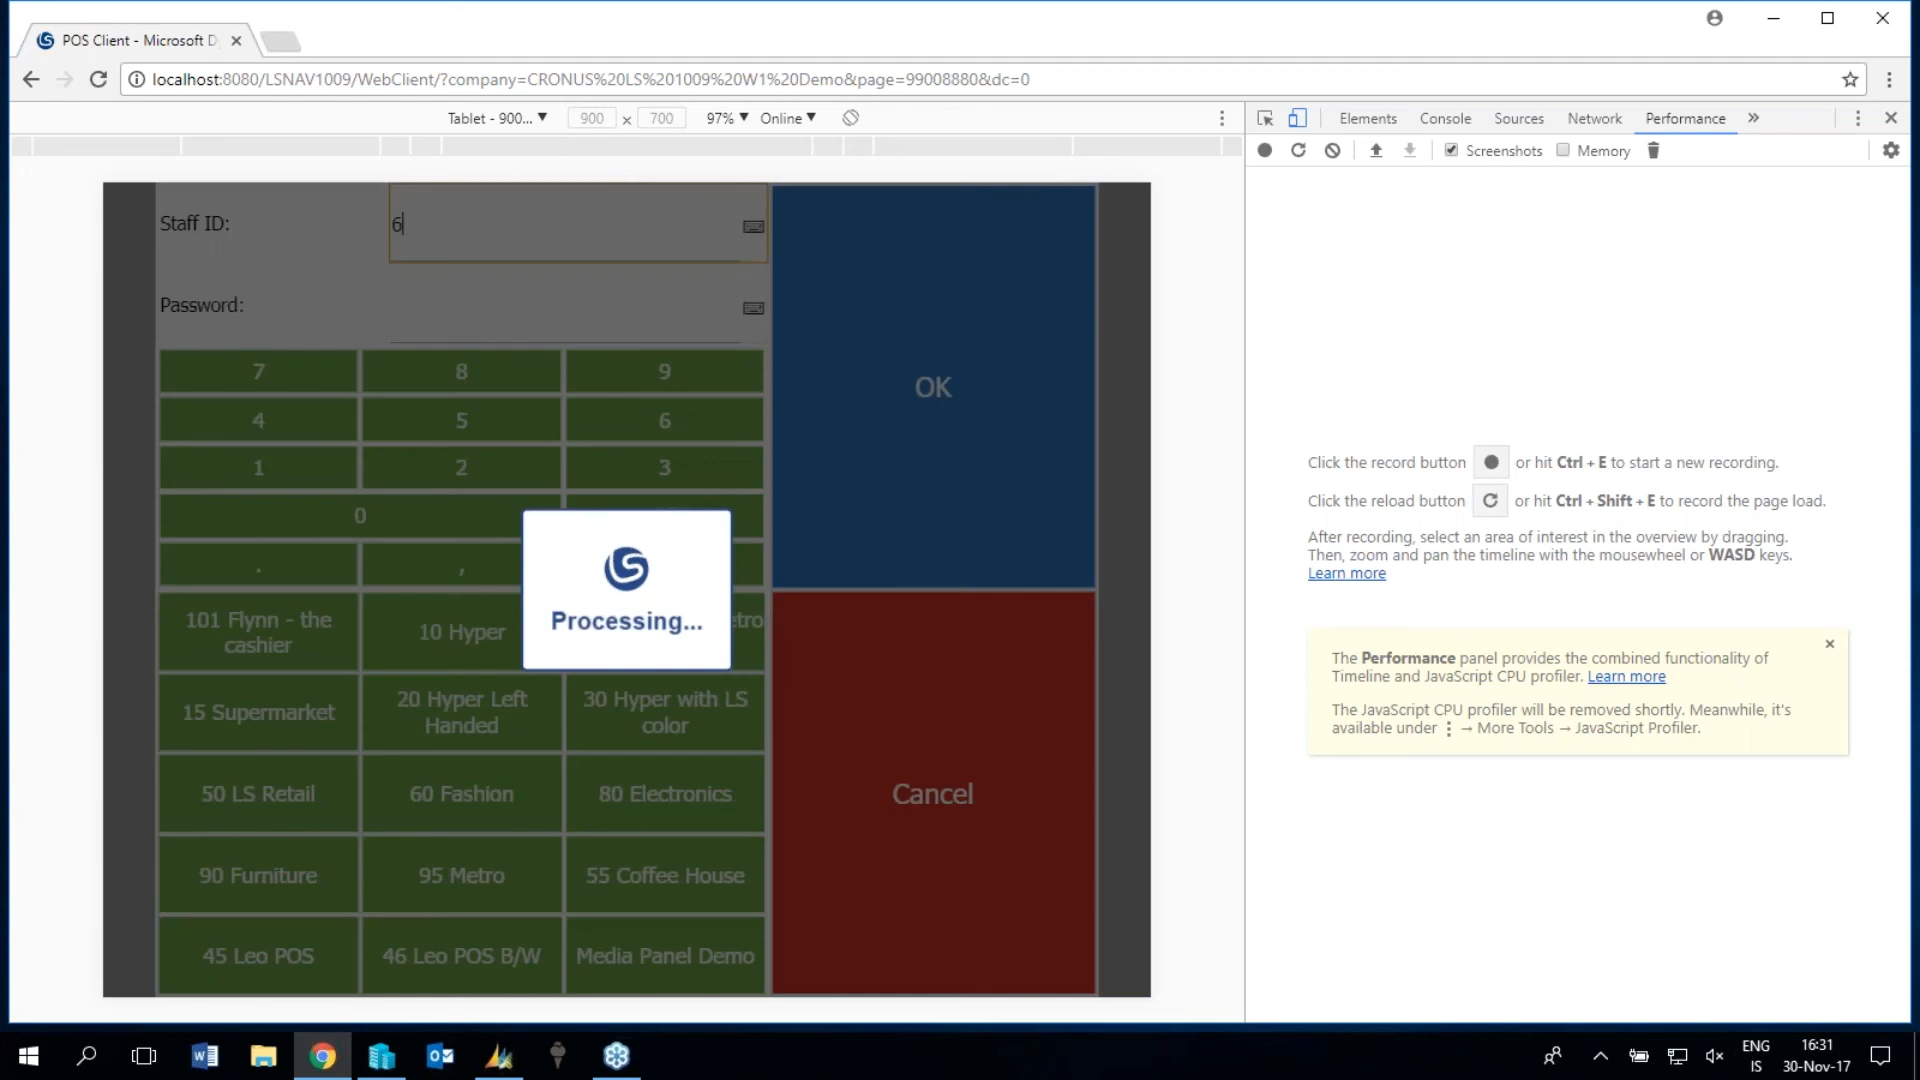 POS Client - Microsoft D
localhost:8080/LSNAV1009/WebClient/?company=CRONUS%20LS%201009%20W1%20Demo&page=99008880&dc=0
Tablet - 900... ▼ 900 × 700 97% ▼ Online ▼
Elements Console Sources Network Performance »
Screenshots Memory
Staff ID: 6
Password:
7 8 9
4 5 6
1 2 3
0
. ,
OK
Processing...
101 Flynn - the cashier
10 Hyper
etro
15 Supermarket
20 Hyper Left Handed
30 Hyper with LS color
50 LS Retail
60 Fashion
80 Electronics
90 Furniture
95 Metro
55 Coffee House
45 Leo POS
46 Leo POS B/W
Media Panel Demo
Cancel
Click the record button or hit Ctrl + E to start a new recording.
Click the reload button or hit Ctrl + Shift + E to record the page load.
After recording, select an area of interest in the overview by dragging.
Then, zoom and pan the timeline with the mousewheel or WASD keys.
Learn more
The Performance panel provides the combined functionality of
Timeline and JavaScript CPU profiler. Learn more
The JavaScript CPU profiler will be removed shortly. Meanwhile, it's
available under ⋮ → More Tools → JavaScript Profiler.
ENG
IS
16:31
30-Nov-17